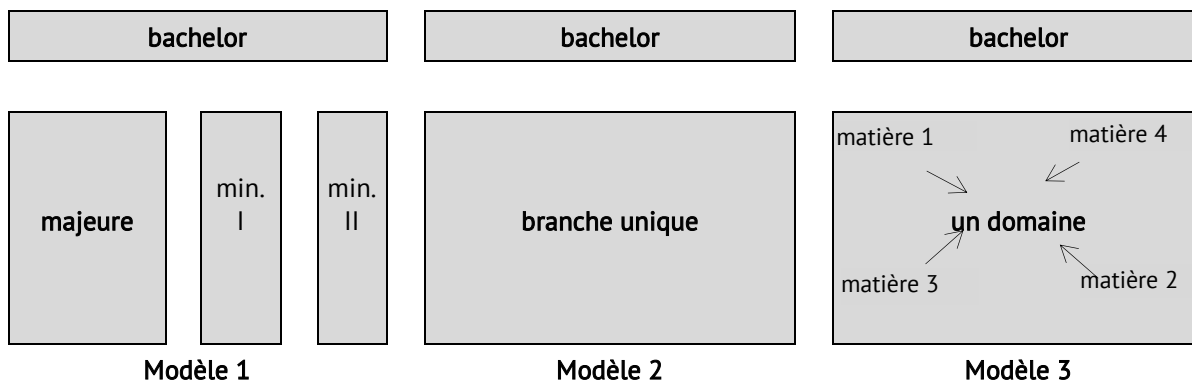 bachelor
majeure
min.
I
min.
II
Modèle 1
bachelor
branche unique
Modèle 2
bachelor
matière 1
matière 4
un domaine
matière 3
matière 2
Modèle 3